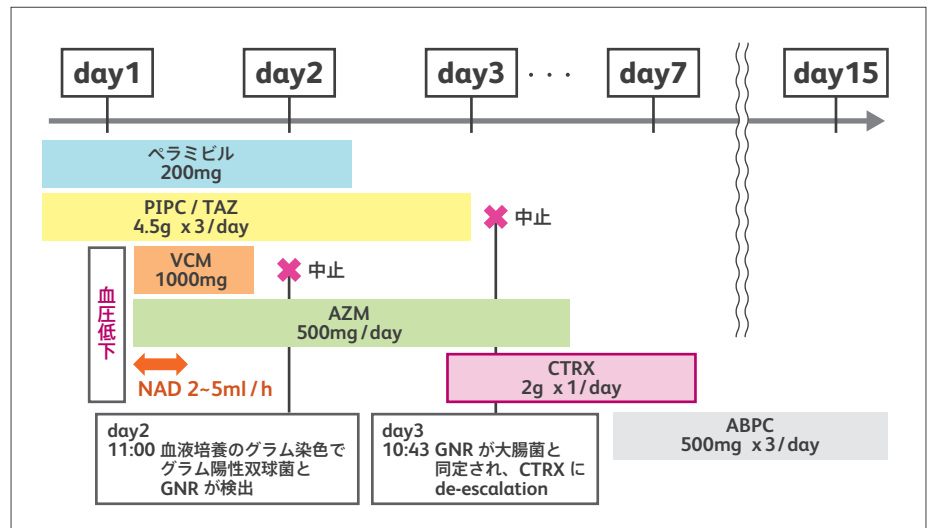 day1
day2
day3
· · ·
day7
day15
ペラミビル
200mg
PIPC / TAZ
4.5g x 3/day
中止
VCM
1000mg
中止
血圧低下
AZM
500mg/day
NAD 2~5ml / h
CTRX
2g x 1/day
day2
11:00 血液培養のグラム染色で
グラム陽性双球菌と
GNR が検出
day3
10:43 GNR が大腸菌と
同定され、CTRX に
de-escalation
ABPC
500mg x 3/day